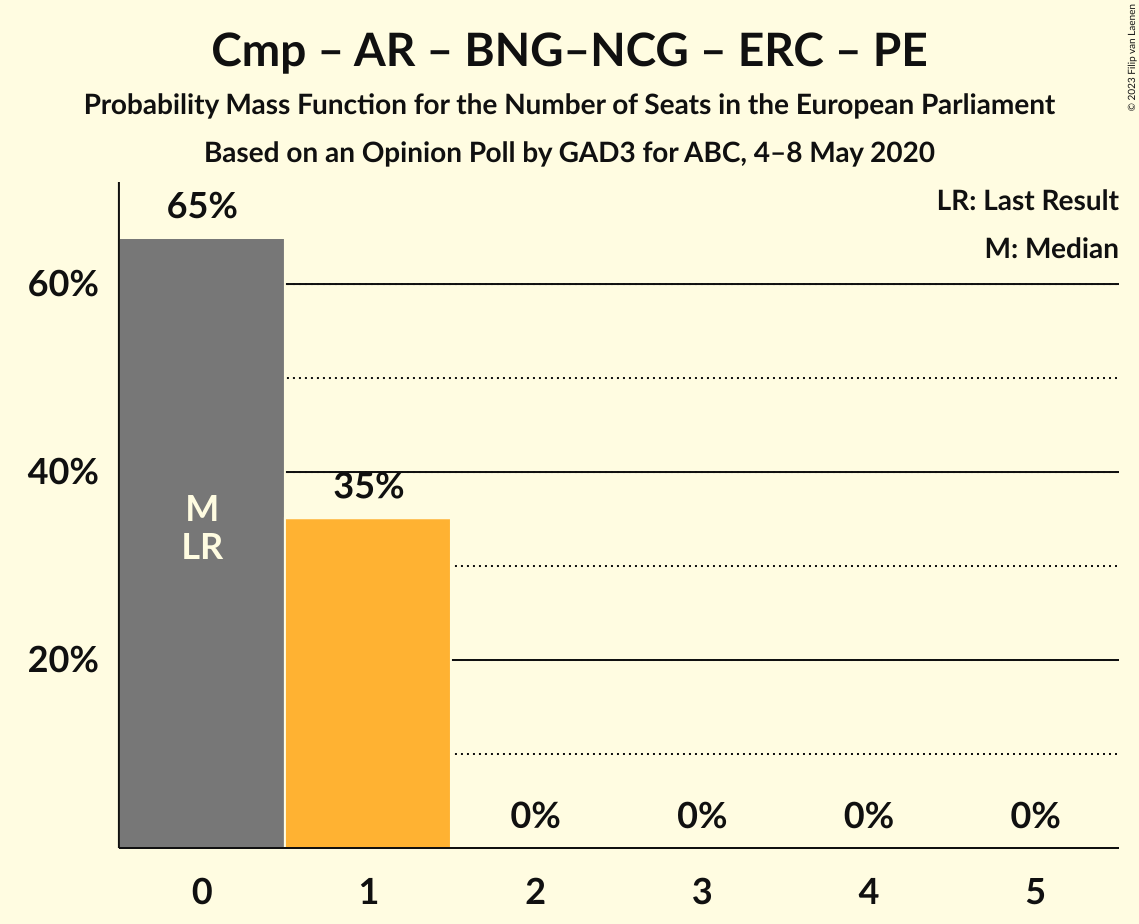 Cmp – AR – BNG–NCG – ERC – PE
Probability Mass Function for the Number of Seats in the European Parliament
Based on an Opinion Poll by GAD3 for ABC, 4–8 May 2020
© 2023 Filip van Laenen
LR: Last Result
M: Median
65%
60%
40%
35%
M
LR
20%
0% 0% 0% 0%
0 1 2 3 4 5